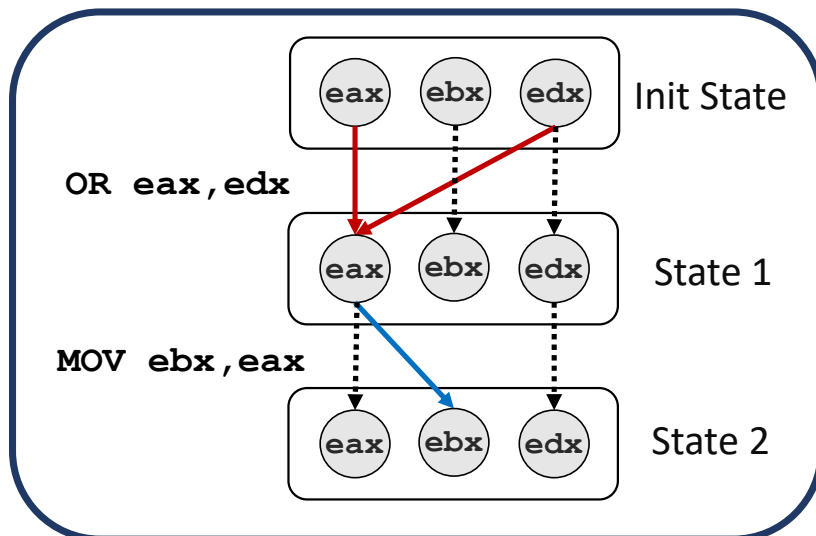 eax ebx edx Init State
OR eax,edx
eax ebx edx State 1
MOV ebx,eax
eax ebx edx State 2